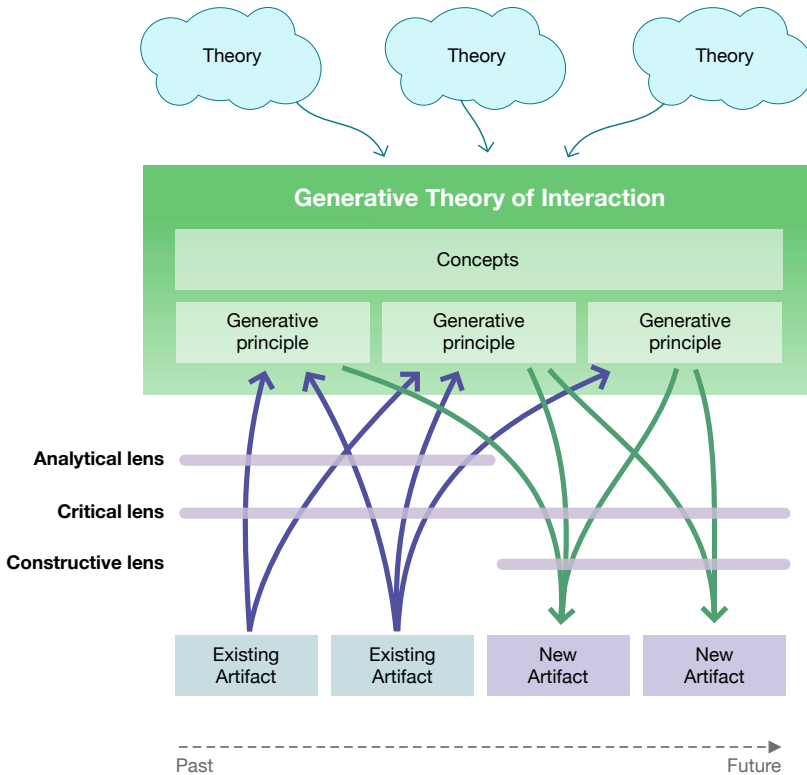 Theory
Theory
Theory
Generative Theory of Interaction
Concepts
Generative
principle
Generative
principle
Generative
principle
Analytical lens
Critical lens
Constructive lens
Existing
Artifact
Existing
Artifact
New
Artifact
New
Artifact
Past
Future